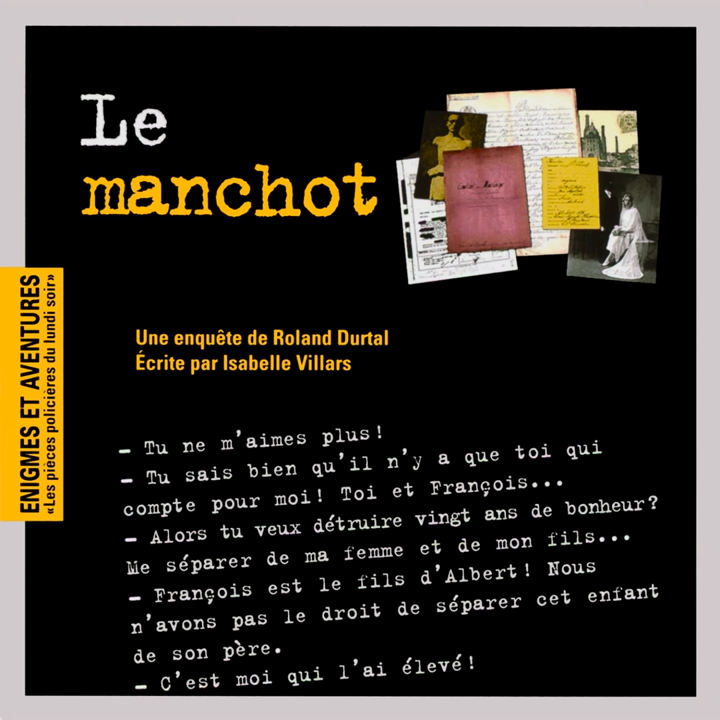 Le
manchot
ENIGMES ET AVENTURES
«Les pièces policières du lundi soir»
Une enquête de Roland Durtal
Écrite par Isabelle Villars
– Tu ne m'aimes plus!
– Tu sais bien qu'il n'y a que toi qui
compte pour moi! Toi et François...
– Alors tu veux détruire vingt ans de bonheur?
Me séparer de ma femme et de mon fils...
– François est le fils d'Albert! Nous
n'avons pas le droit de séparer cet enfant
de son père.
– C'est moi qui l'ai élevé!